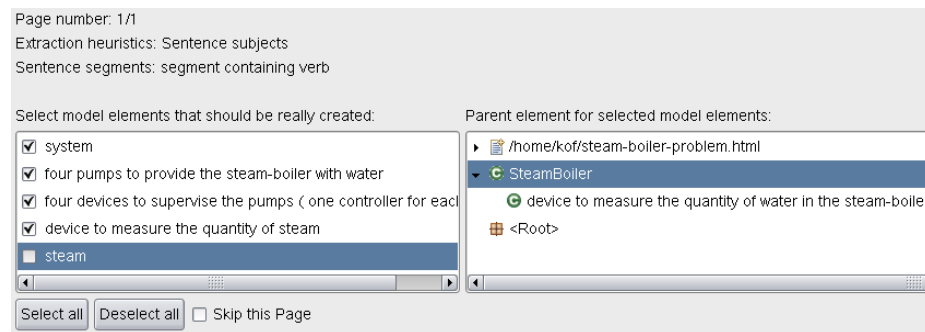 Page number: 1/1
Extraction heuristics: Sentence subjects
Sentence segments: segment containing verb
Select model elements that should be really created:
Parent element for selected model elements:
system
four pumps to provide the steam-boiler with water
four devices to supervise the pumps ( one controller for eacl
device to measure the quantity of steam
steam
/home/kof/steam-boiler-problem.html
SteamBoiler
device to measure the quantity of water in the steam-boile
<Root>
Select all Deselect all Skip this Page